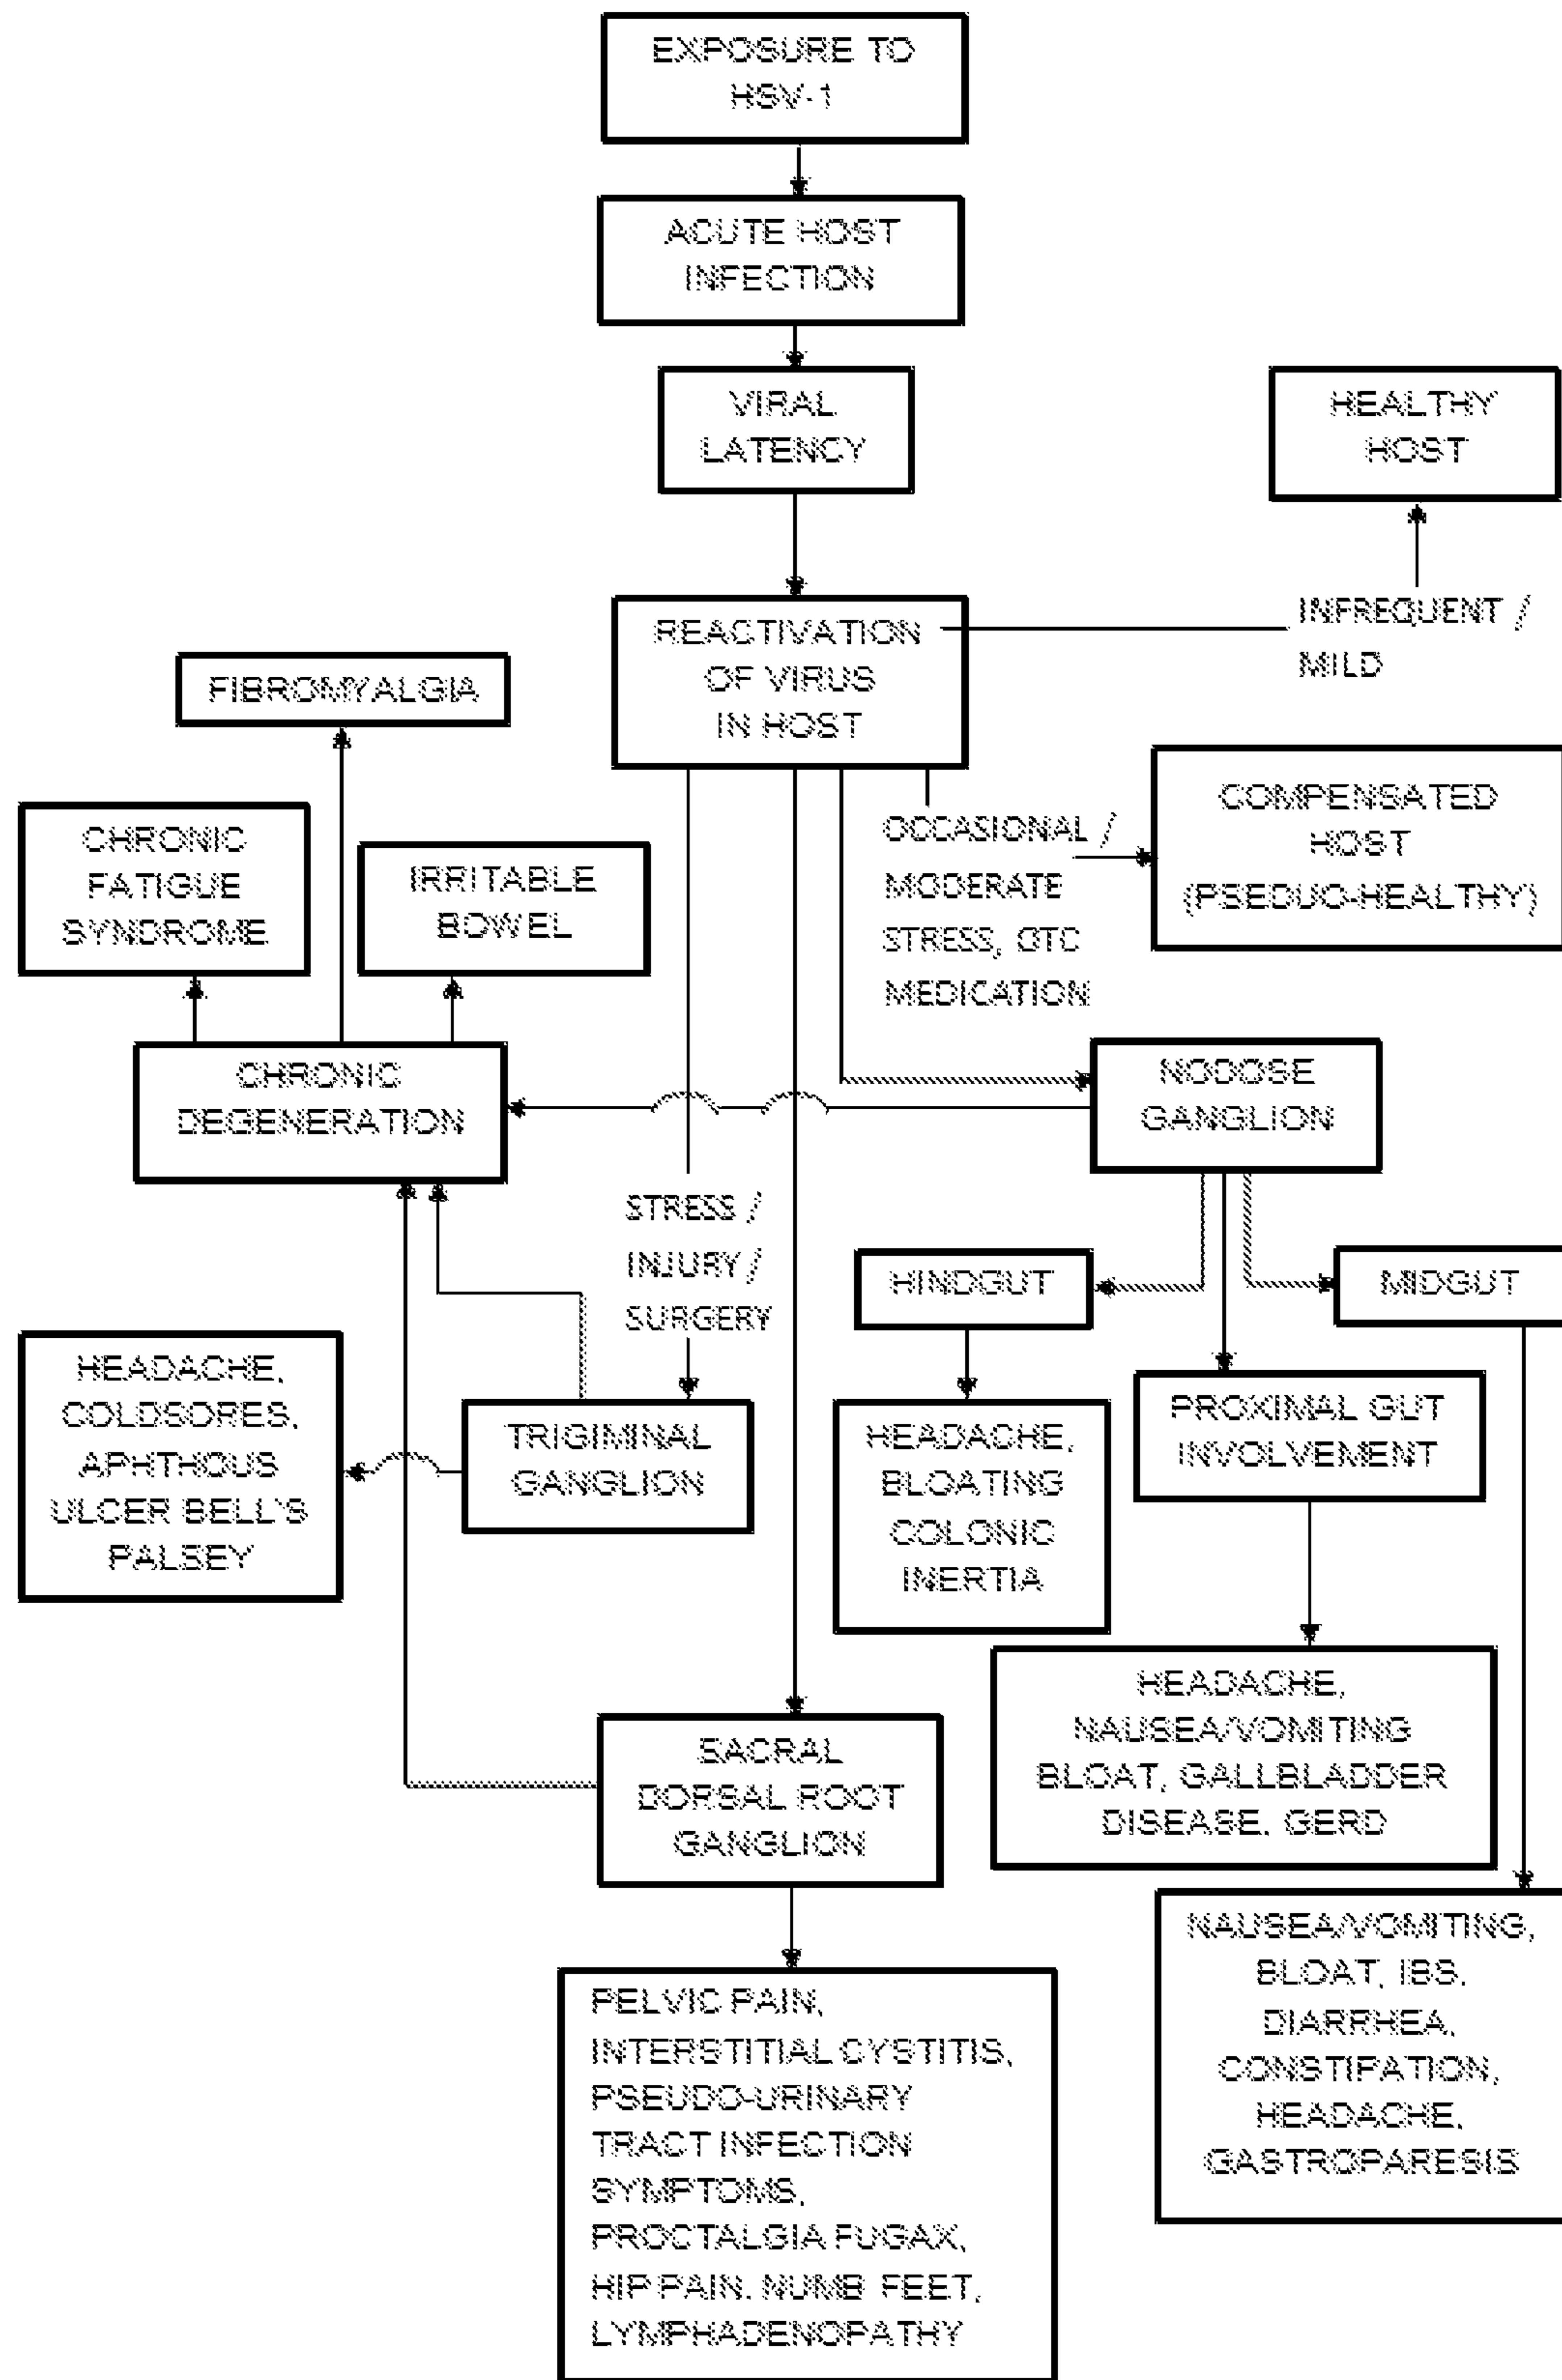 EXPOSURE TO
HSV-1
ACUTE HOST
INFECTION
VIRAL
LATENCY
HEALTHY
HOST
REACTIVATION
OF VIRUS
IN HOST
INFREQUENT /
MILD
FIBROMYALGIA
CHRONIC
FATIGUE
SYNDROME
IRRITABLE
BOWEL
OCCASIONAL /
MODERATE
STRESS, OTC
MEDICATION
COMPENSATED
HOST
(PSEDUO-HEALTHY)
CHRONIC
DEGENERATION
NODOSE
GANGLION
STRESS /
INJURY /
SURGERY
HINDGUT
MIDGUT
HEADACHE,
COLDSORES,
APHTHOUS
ULCER BELL'S
PALSEY
TRIGIMINAL
GANGLION
HEADACHE,
BLOATING
COLONIC
INERTIA
PROXIMAL GUT
INVOLVEMENT
HEADACHE,
NAUSEA/VOMITING
BLOAT, GALLBLADDER
DISEASE, GERD
SACRAL
DORSAL ROOT
GANGLION
NAUSEA/VOMITING,
BLOAT, IBS,
DIARRHEA,
CONSTIPATION,
HEADACHE,
GASTROPARESIS
PELVIC PAIN,
INTERSTITIAL CYSTITIS,
PSEUDO-URINARY
TRACT INFECTION
SYMPTOMS,
PROCTALGIA FUGAX,
HIP PAIN, NUMB FEET,
LYMPHADENOPATHY